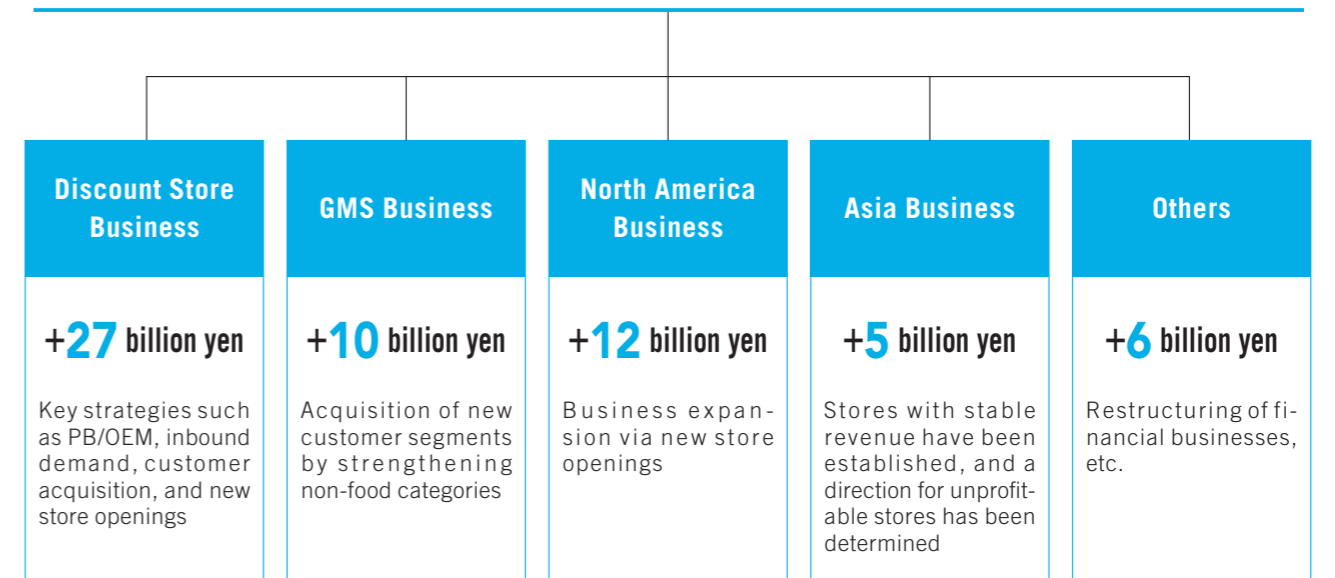 Discount Store
Business
+27 billion yen
Key strategies such
as PB/OEM, inbound
demand, customer
acquisition, and new
store openings
GMS Business
+10 billion yen
Acquisition of new
customer segments
by strengthening
non-food categories
North America
Business
+12 billion yen
Business expan-
sion via new store
openings
Asia Business
+5 billion yen
Stores with stable
revenue have been
established, and a
direction for unprofit-
able stores has been
determined
Others
+6 billion yen
Restructuring of fi-
nancial businesses,
etc.